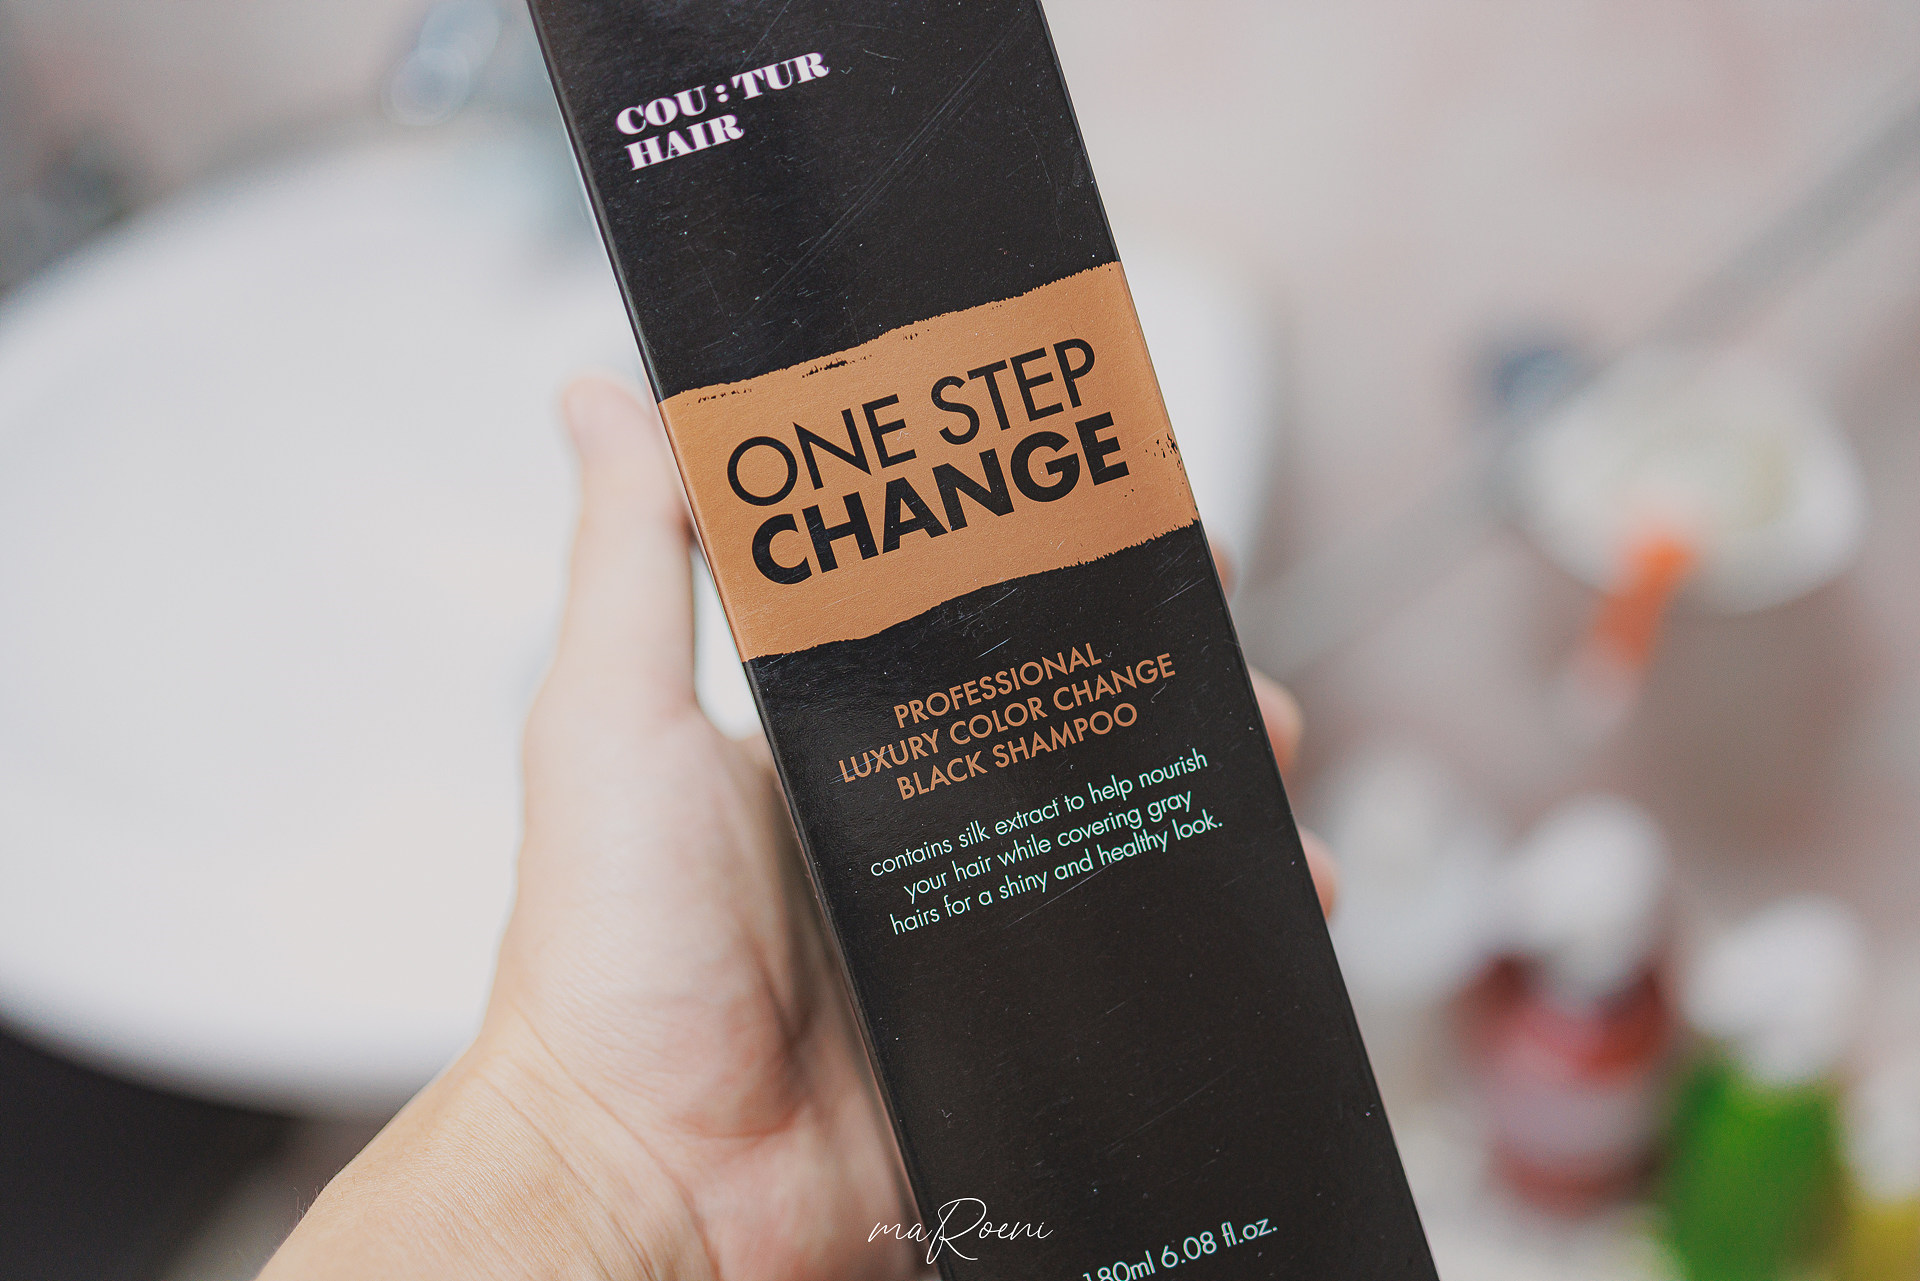 COU:TUR
HAIR
ONE STEP
CHANGE
PROFESSIONAL
LUXURY COLOR CHANGE
BLACK SHAMPOO
contains silk extract to help nourish
your hair while covering gray
hairs for a shiny and healthy look.
maRoeni
180ml 6.08 fl.oz.